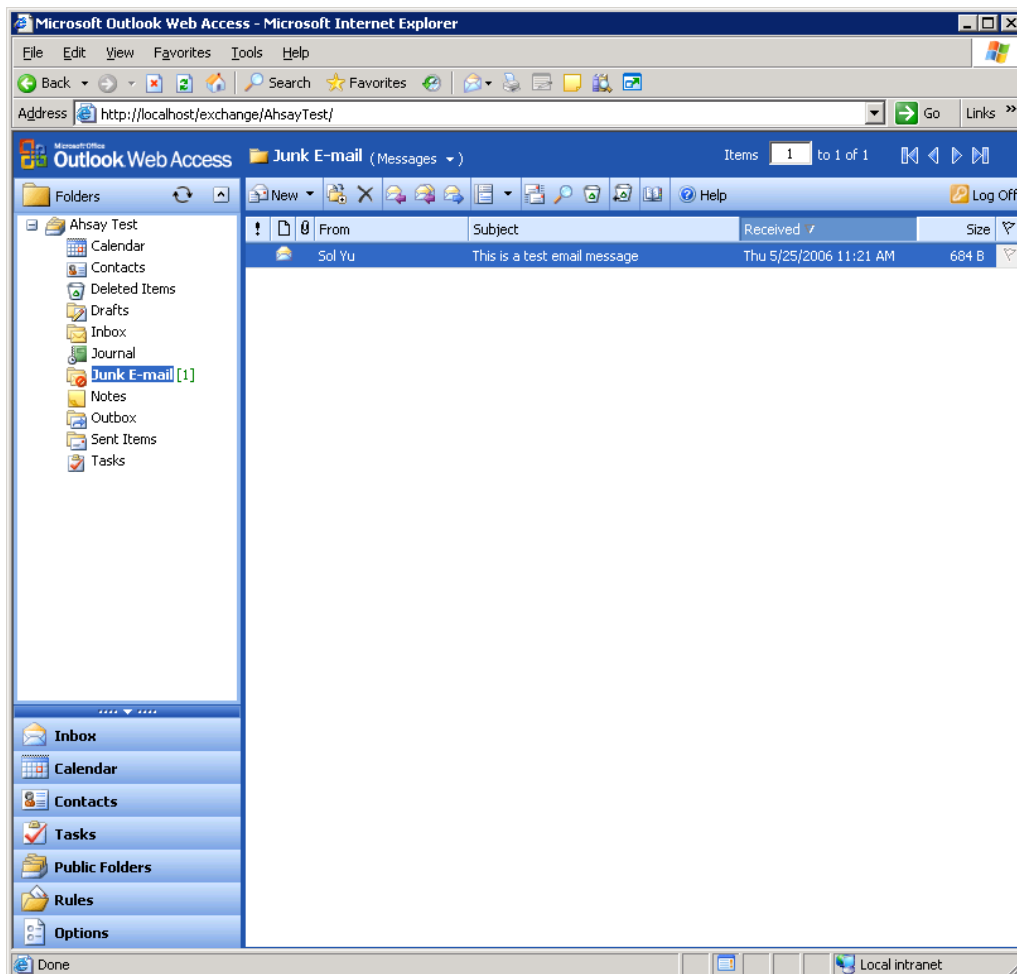 Microsoft Outlook Web Access - Microsoft Internet Explorer
File Edit View Favorites Tools Help
Back Search Favorites
Address http://localhost/exchange/AhsayTest/ Go Links »
Microsoft Office
Outlook Web Access Junk E-mail (Messages ) Items 1 to 1 of 1
Folders New Help Log Off
Ahsay Test
! From Subject Received Size
Calendar
Sol Yu This is a test email message Thu 5/25/2006 11:21 AM 684 B
Contacts
Deleted Items
Drafts
Inbox
Journal
Junk E-mail [1]
Notes
Outbox
Sent Items
Tasks
Inbox
Calendar
Contacts
Tasks
Public Folders
Rules
Options
Done Local intranet